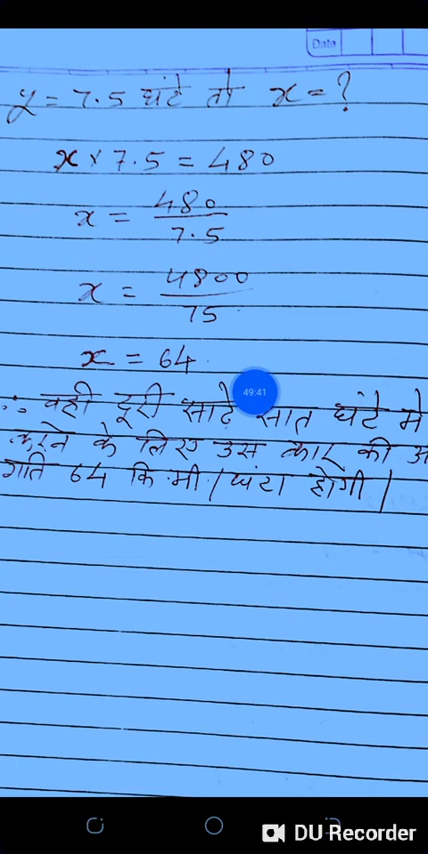 Date
y = 7.5 घंटे तो x = ?
x × 7.5 = 480
x = 480 / 7.5
x = 4800 / 75
x = 64
49:41
∴ वही दूरी साढ़े सात घंटे मे
करने के लिए उस कार की अ
गति 64 कि.मी / घंटा होगी |
DU Recorder